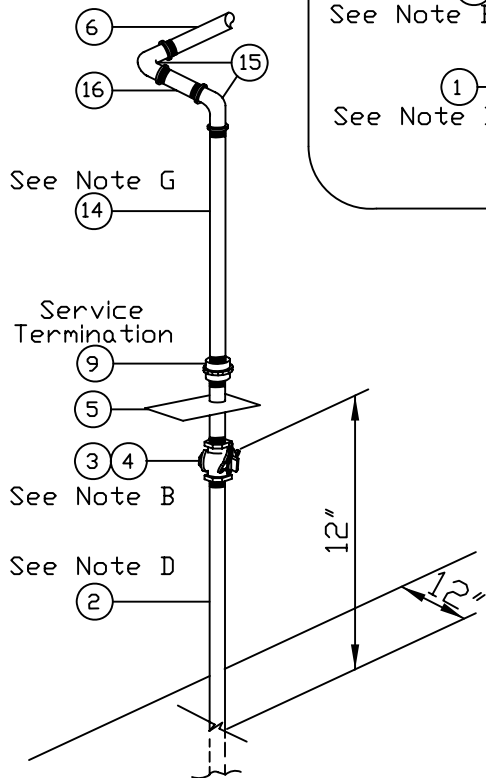 6
See Note
1
15
16
See Note
See Note G
14
Service
Termination
9
5
3 4
See Note B
12"
12"
See Note D
2